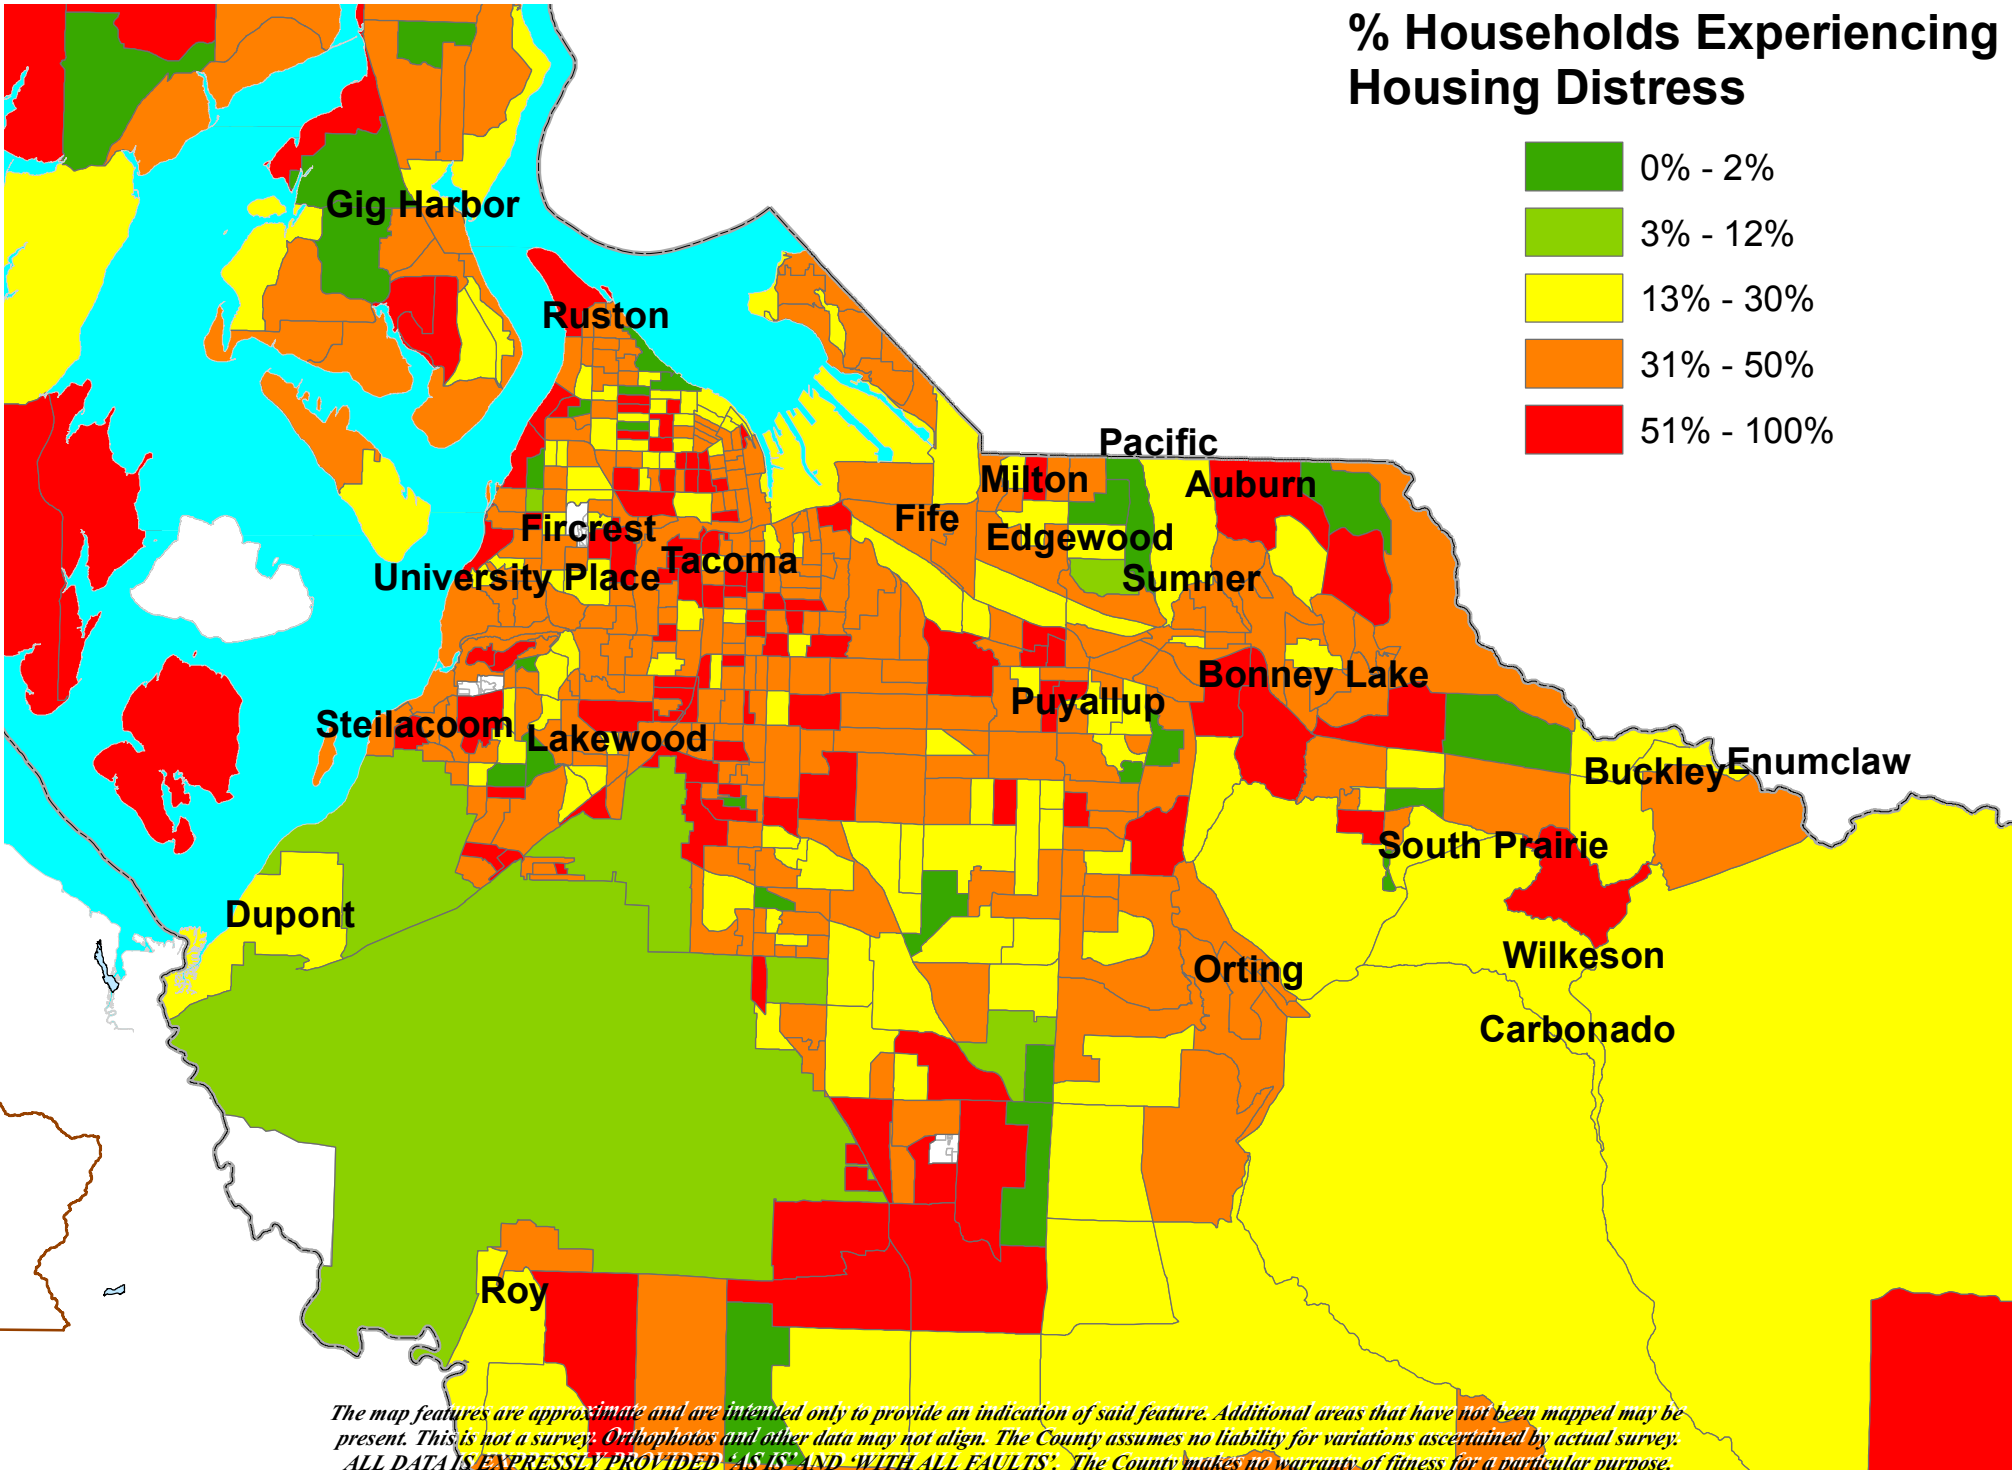 % Households Experiencing
Housing Distress
0% - 2%
3% - 12%
13% - 30%
31% - 50%
51% - 100%
Gig Harbor
Ruston
Pacific
Milton
Auburn
Fife
Fircrest
Edgewood
Tacoma
University Place
Sumner
Bonney Lake
Puyallup
Steilacoom
Lakewood
Enumclaw
Buckley
South Prairie
Dupont
Wilkeson
Orting
Carbonado
Roy
The map features are approximate and are intended only to provide an indication of said feature. Additional areas that have not been mapped may be
present. This is not a survey. Orthophotos and other data may not align. The County assumes no liability for variations ascertained by actual survey.
ALL DATA IS EXPRESSLY PROVIDED ‘AS IS’ AND ‘WITH ALL FAULTS’. The County makes no warranty of fitness for a particular purpose.